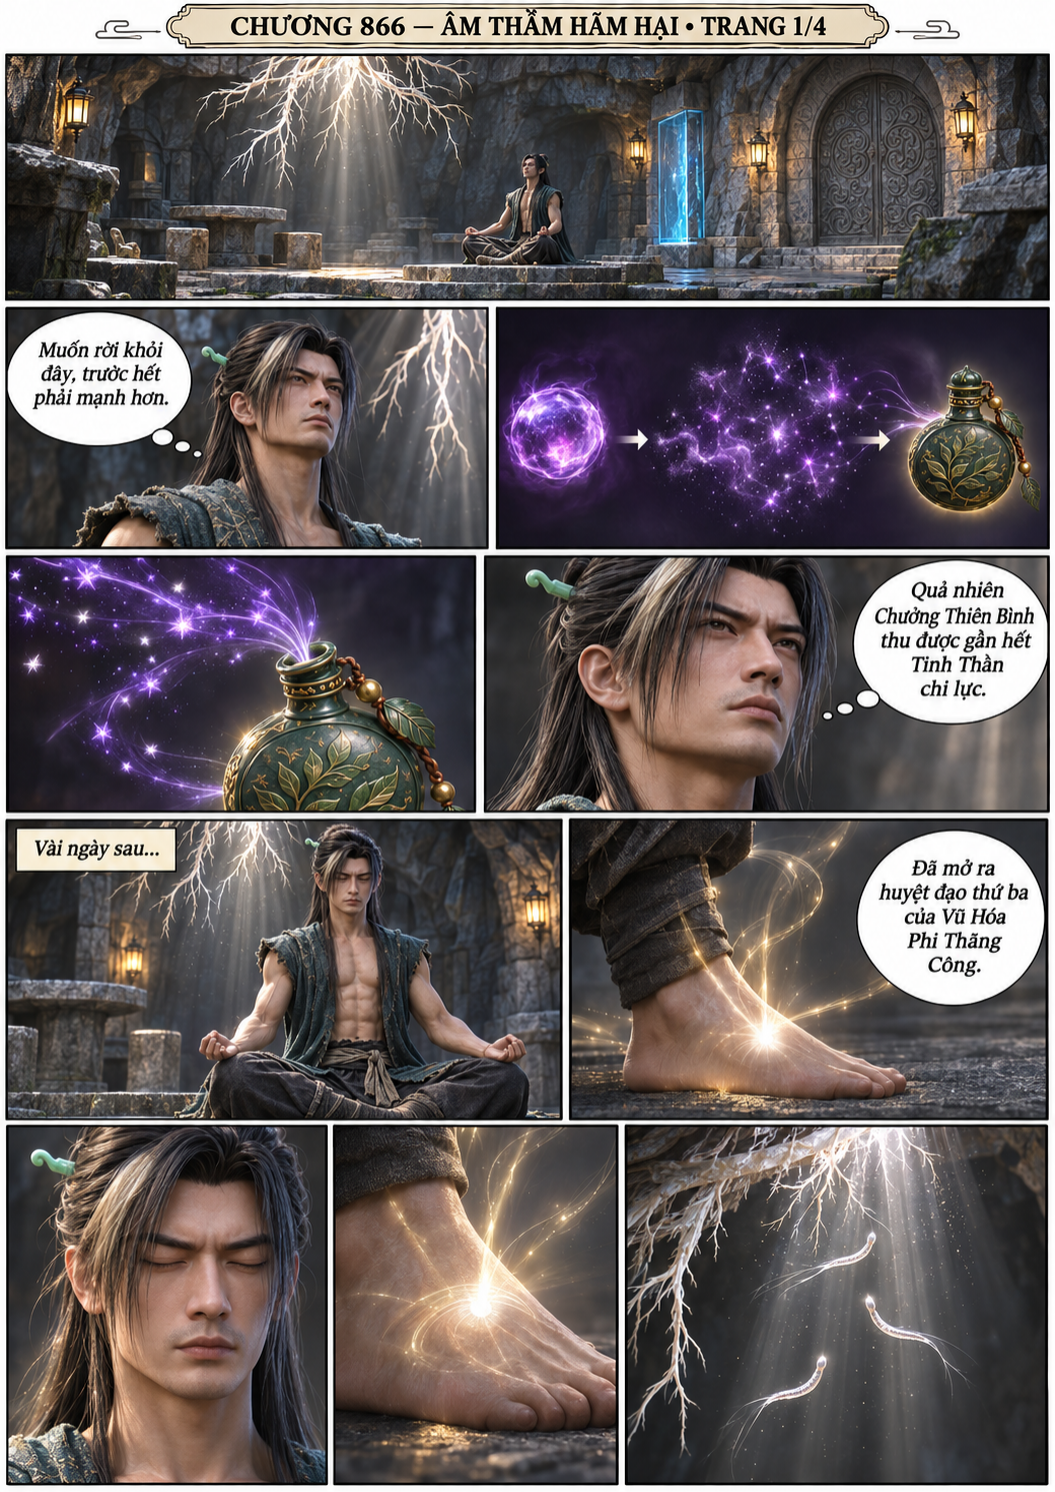 CHƯƠNG 866 — ÂM THẦM HÃM HẠI • TRANG 1/4
Muốn rời khỏi
đây, trước hết
phải mạnh hơn.
Quả nhiên
Chưởng Thiên Bình
thu được gần hết
Tinh Thần
chi lực.
Vài ngày sau...
Đã mở ra
huyệt đạo thứ ba
của Vũ Hóa
Phi Thăng
Công.